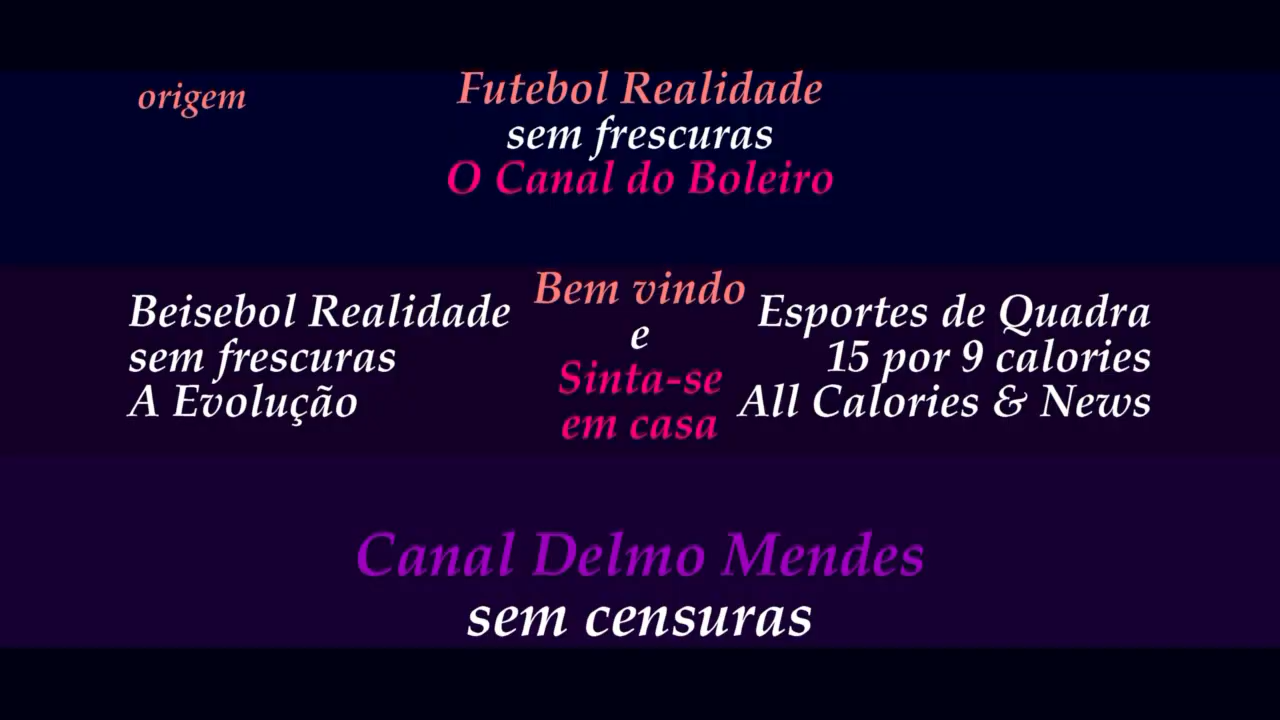 origem
Futebol Realidade
sem frescuras
O Canal do Boleiro
Beisebol Realidade
sem frescuras
A Evolução
Bem vindo
e
Sinta-se
em casa
Esportes de Quadra
15 por 9 calories
All Calories & News
Canal Delmo Mendes
sem censuras